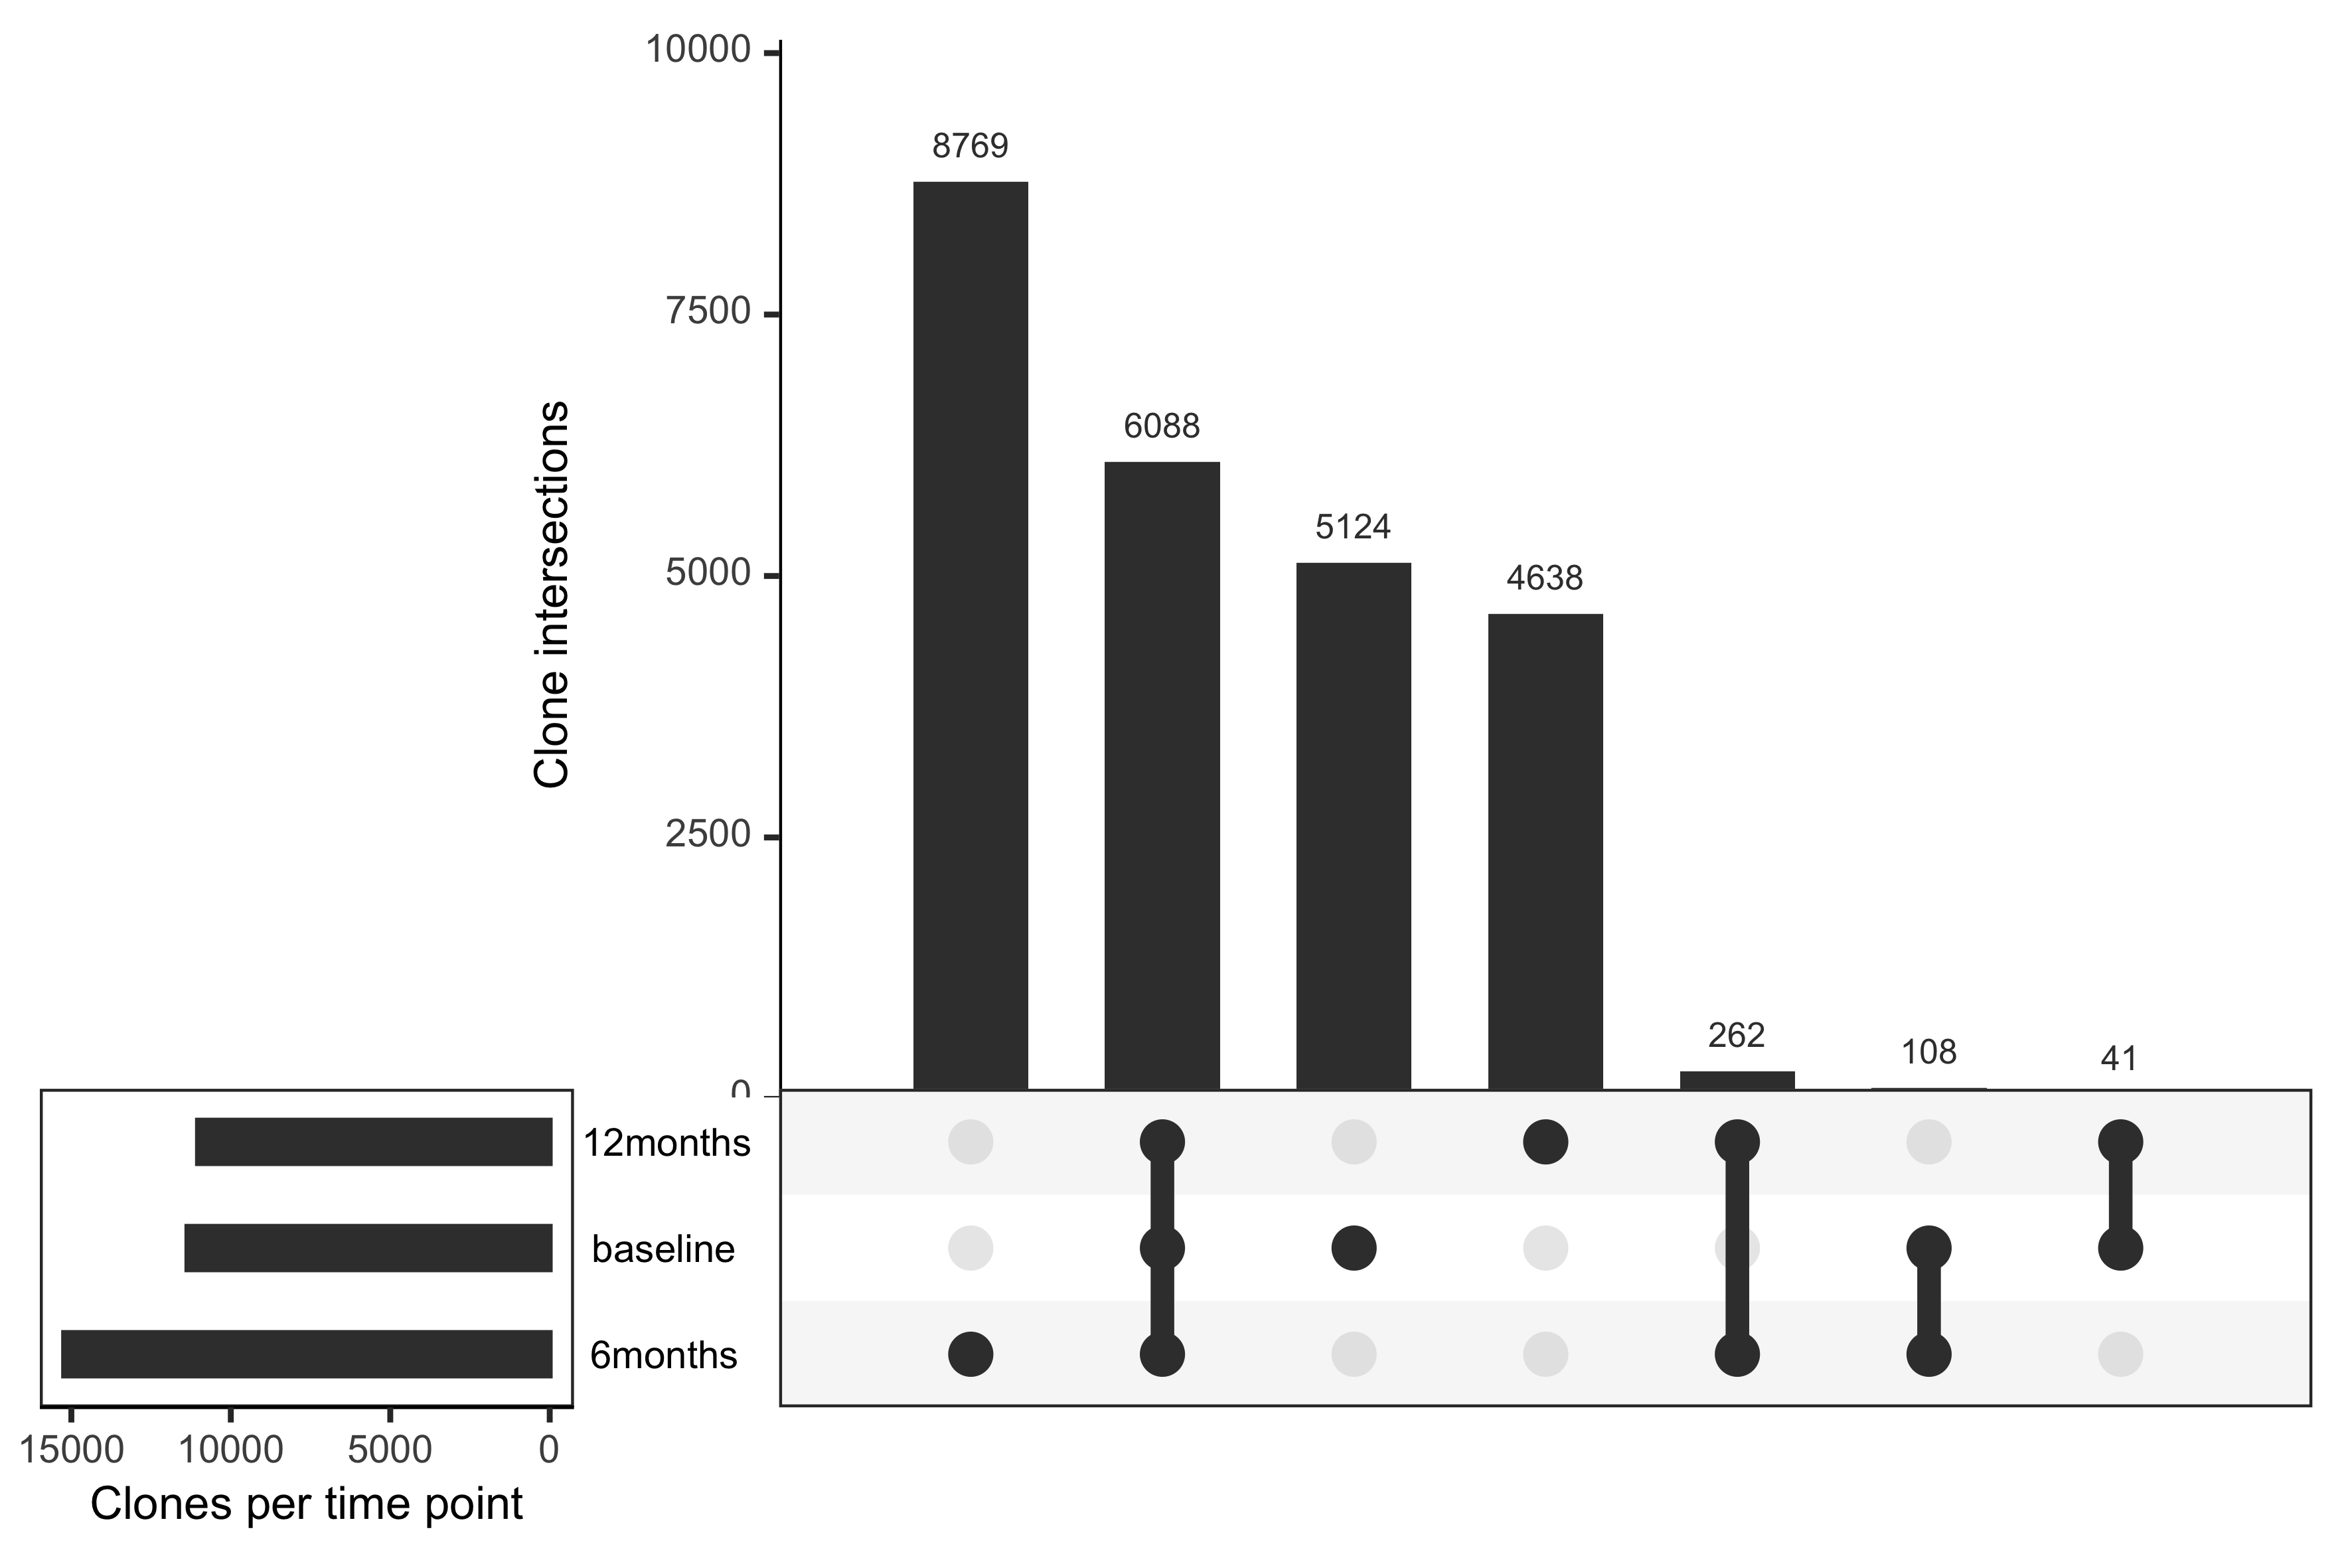 10000
7500
5000
2500
0
Clone intersections
8769
6088
5124
4638
262
108
41
12months
baseline
6months
15000 10000 5000 0
Clones per time point